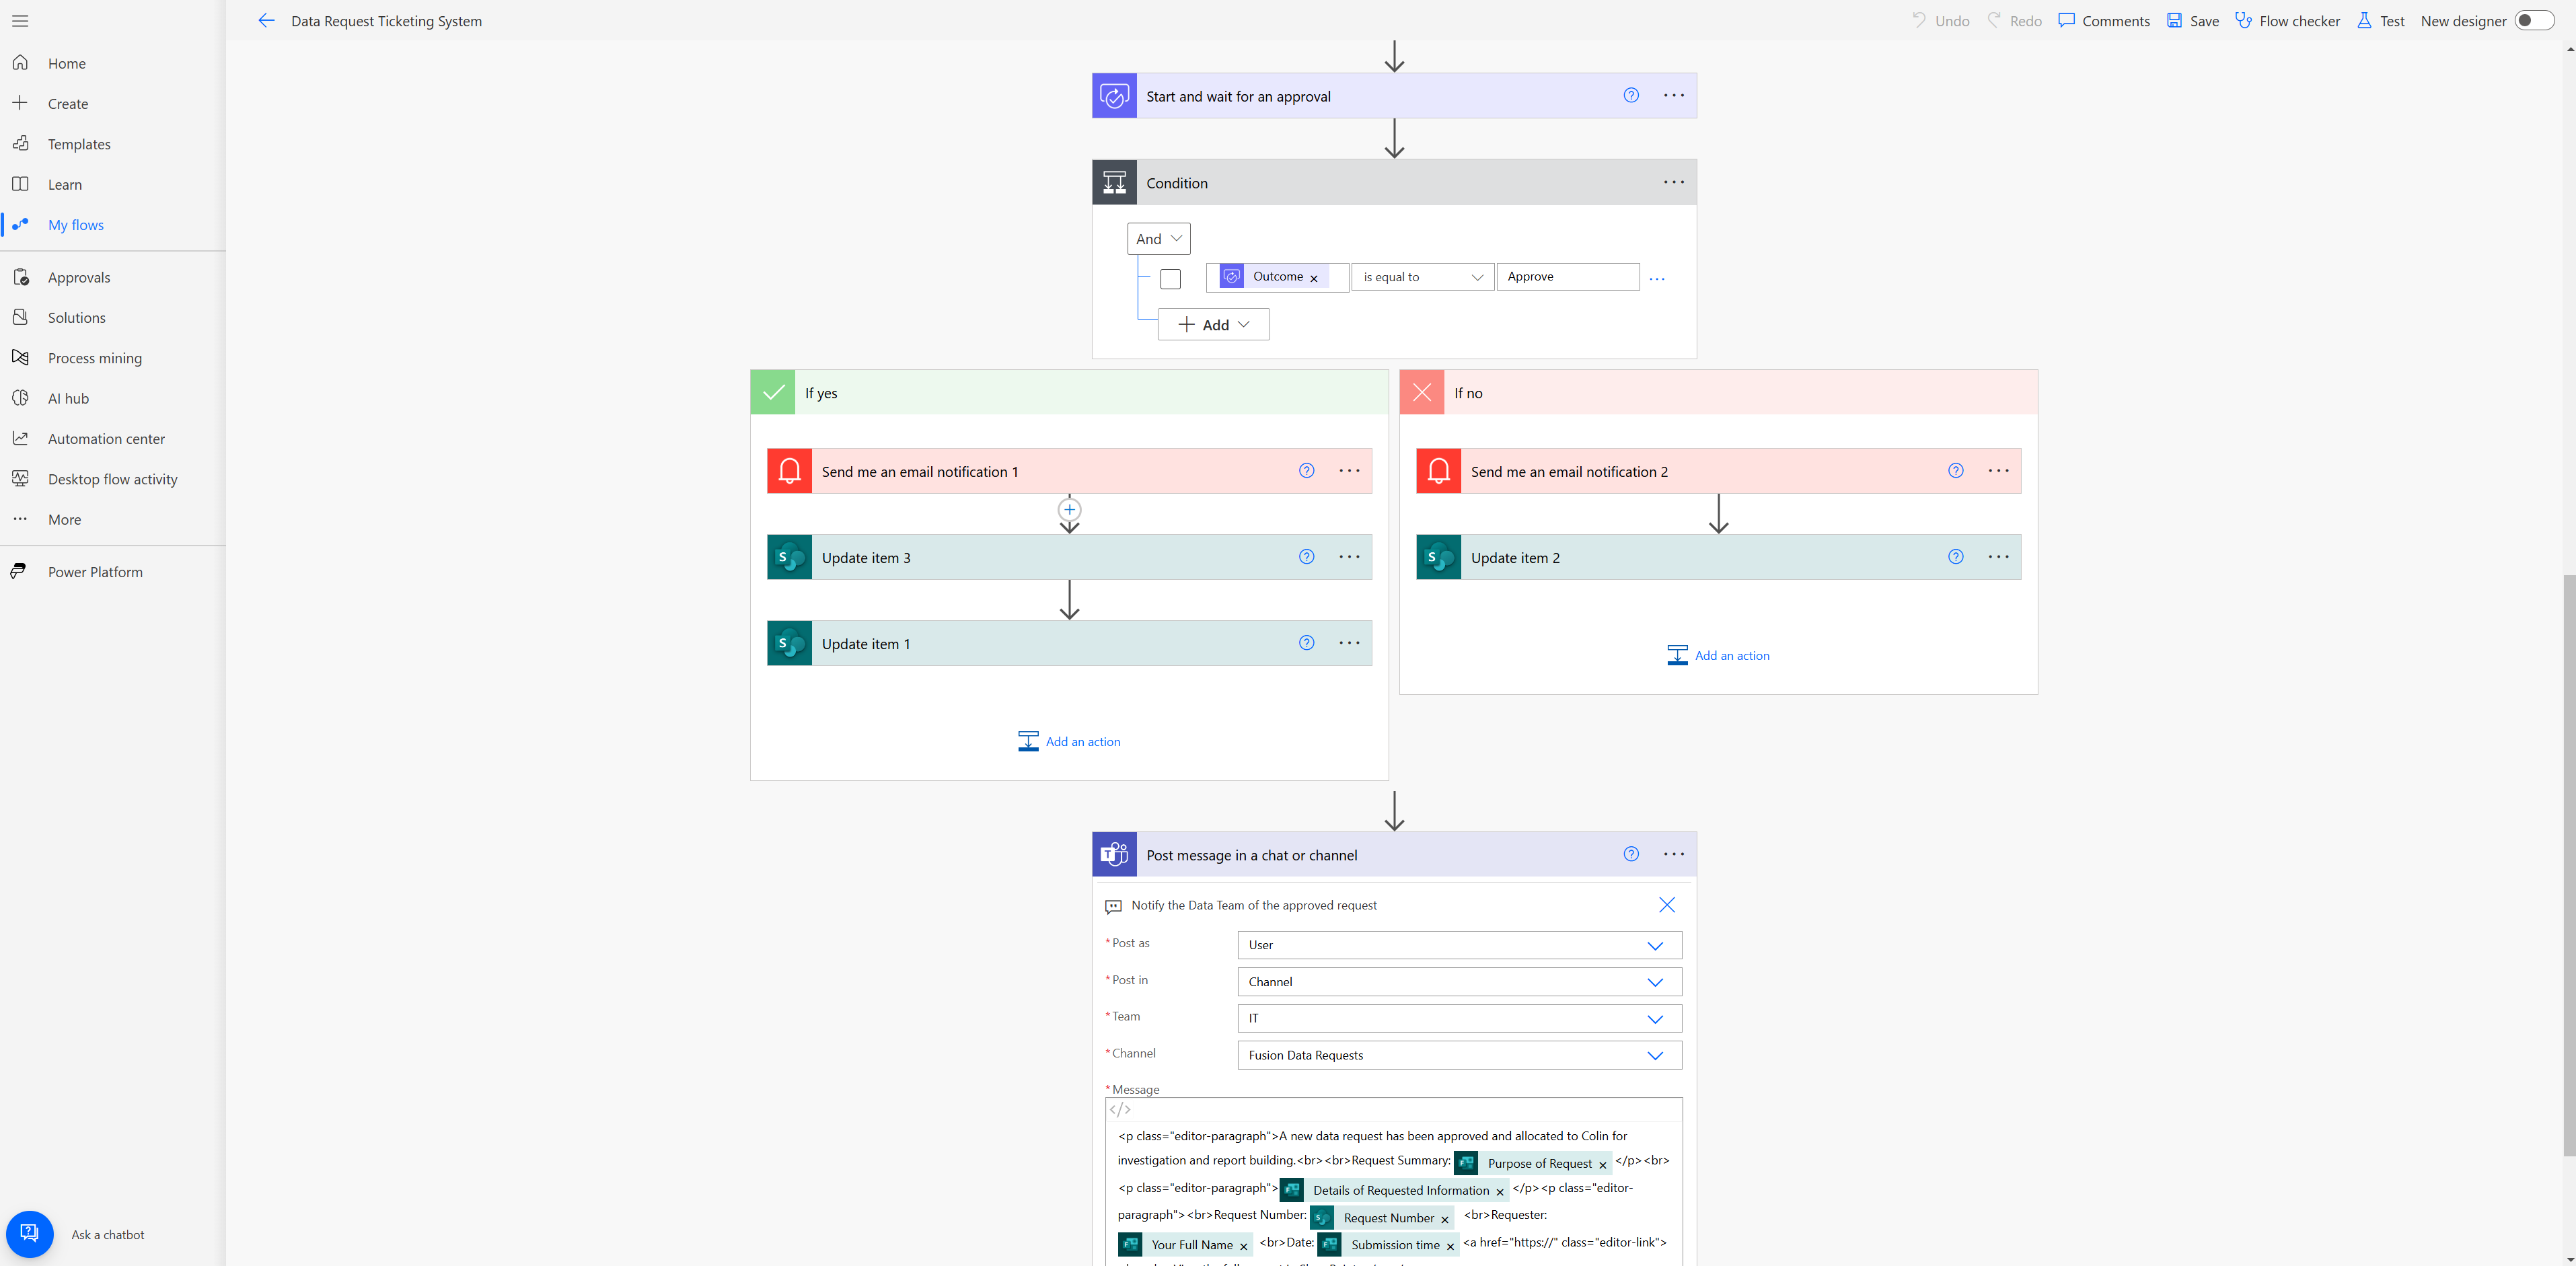 Data Request Ticketing System
Undo
Redo
Comments
Save
Flow checker
Test
New designer
Home
Create
Templates
Learn
My flows
Approvals
Solutions
Process mining
AI hub
Automation center
Desktop flow activity
More
Power Platform
Ask a chatbot
Start and wait for an approval
Condition
And
Outcome
is equal to
Approve
Add
If yes
Send me an email notification 1
Update item 3
Update item 1
Add an action
If no
Send me an email notification 2
Update item 2
Add an action
Post message in a chat or channel
Notify the Data Team of the approved request
* Post as
User
* Post in
Channel
* Team
IT
* Channel
Fusion Data Requests
* Message
</>
<p class="editor-paragraph">A new data request has been approved and allocated to Colin for
investigation and report building.<br><br>Request Summary: Purpose of Request </p><br>
<p class="editor-paragraph"> Details of Requested Information </p><p class="editor-
paragraph"><br>Request Number: Request Number <br>Requester:
Your Full Name <br>Date: Submission time <a href="https://" class="editor-link">